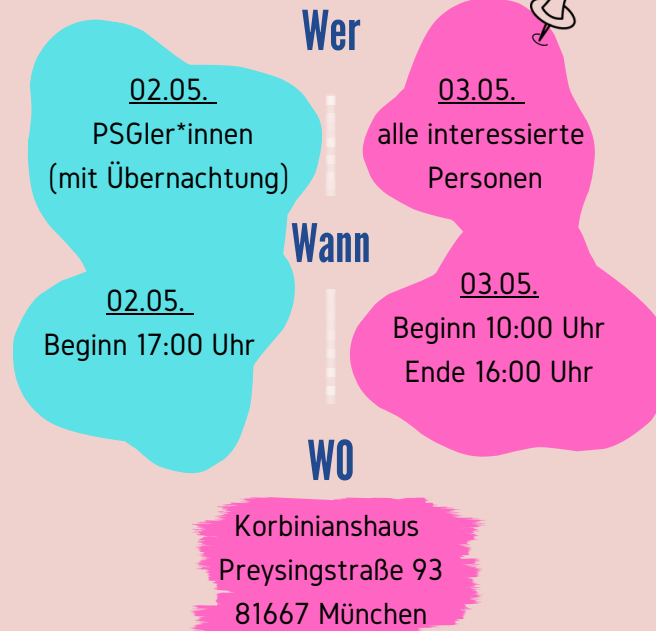 Wer
02.05.
PSGler*innen
(mit Übernachtung)
03.05.
alle interessierte
Personen
Wann
02.05.
Beginn 17:00 Uhr
03.05.
Beginn 10:00 Uhr
Ende 16:00 Uhr
WO
Korbinianshaus
Preysingstraße 93
81667 München